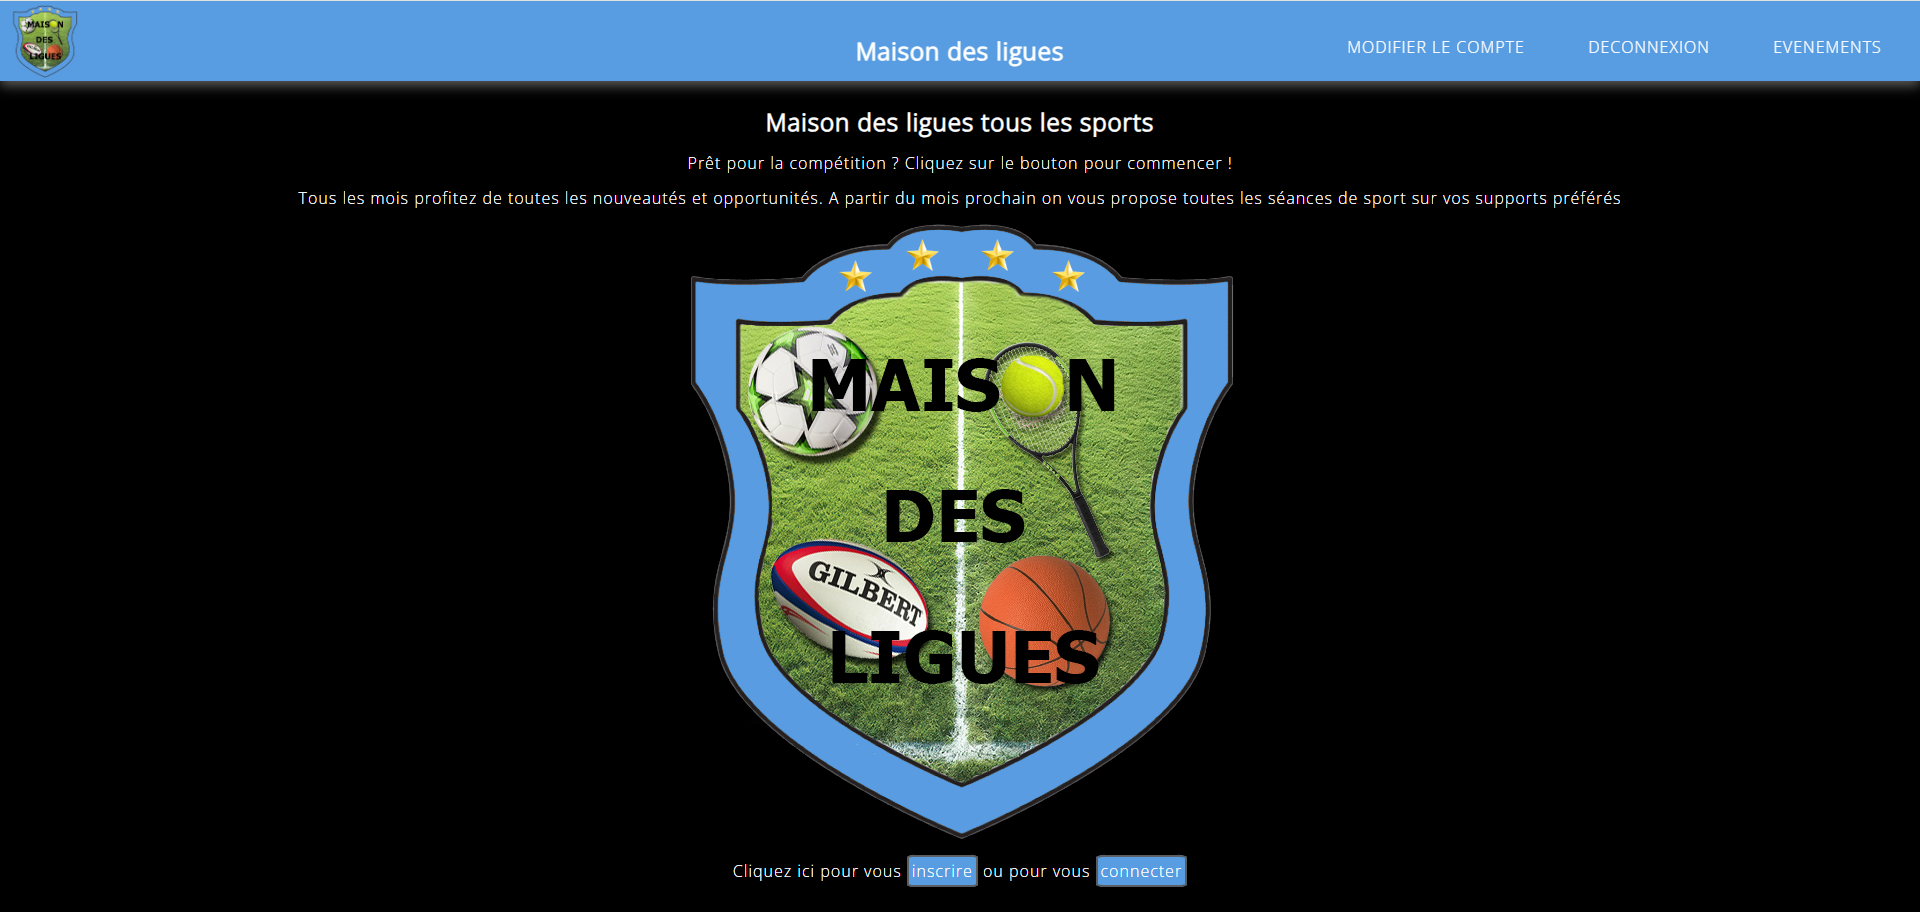 MAISON
DES
LIGUES
Maison des ligues
MODIFIER LE COMPTE
DECONNEXION
EVENEMENTS
Maison des ligues tous les sports
Prêt pour la compétition ? Cliquez sur le bouton pour commencer !
Tous les mois profitez de toutes les nouveautés et opportunités. A partir du mois prochain on vous propose toutes les séances de sport sur vos supports préférés
MAISON
DES
GILBERT
LIGUES
Cliquez ici pour vous inscrire ou pour vous connecter